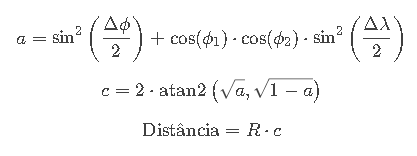 a = sin²(Δϕ/2) + cos(ϕ₁)·cos(ϕ₂)·sin²(Δλ/2)
c = 2·atan2(√a, √1−a)
Distância = R·c